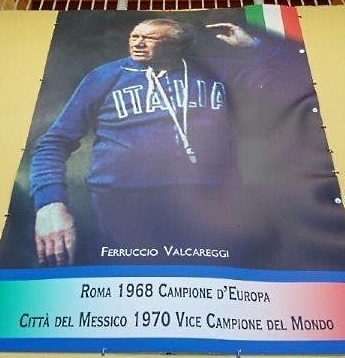 ITALIA
FERRUCCIO VALCAREGGI
ROMA 1968 CAMPIONE D'EUROPA
CITTÀ DEL MESSICO 1970 VICE CAMPIONE DEL MONDO